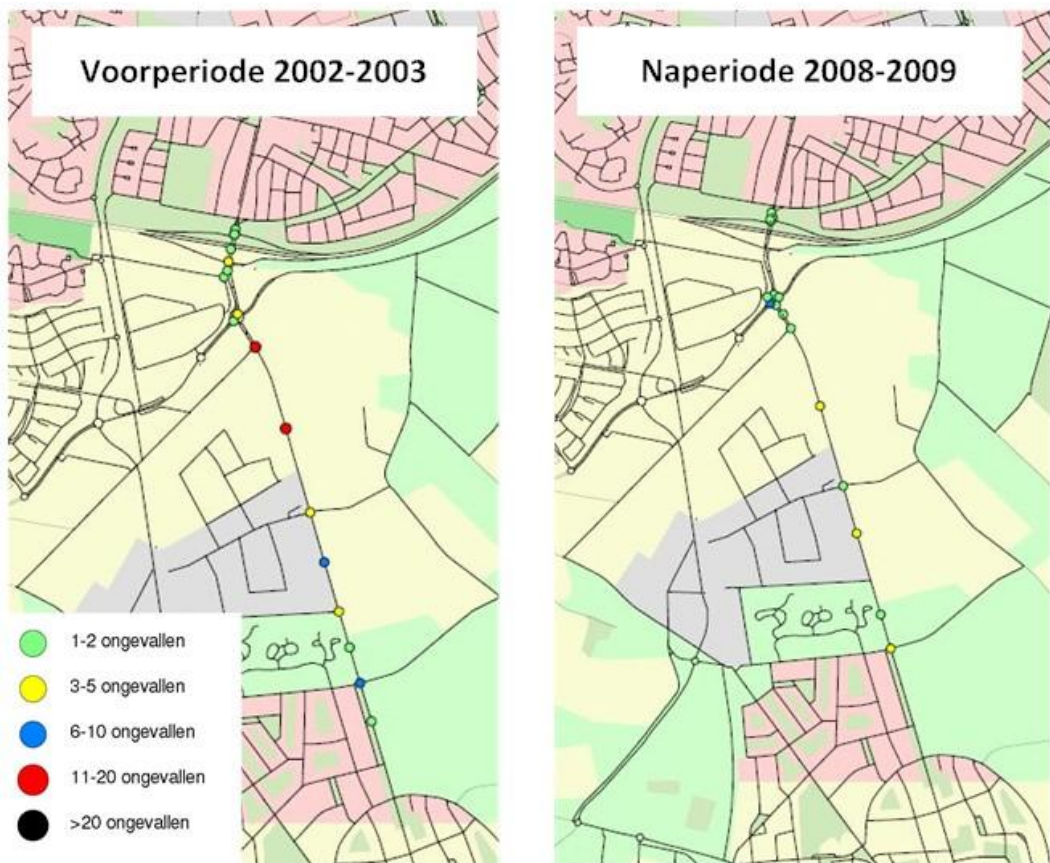 Voorperiode 2002-2003
Naperiode 2008-2009
1-2 ongevallen
3-5 ongevallen
6-10 ongevallen
11-20 ongevallen
>20 ongevallen